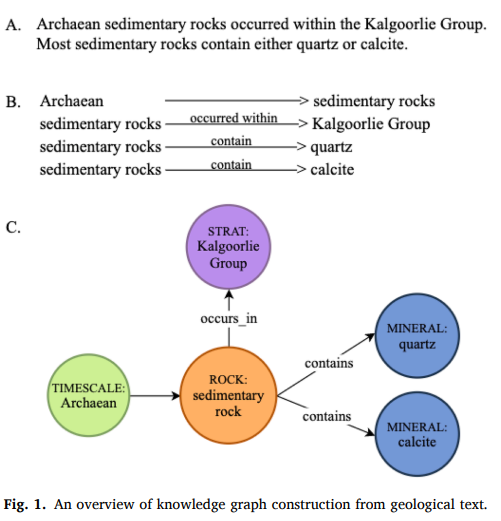 A. Archaean sedimentary rocks occurred within the Kalgoorlie Group.
Most sedimentary rocks contain either quartz or calcite.
B. Archaean sedimentary rocks
sedimentary rocks occurred within Kalgoorlie Group
sedimentary rocks contain quartz
sedimentary rocks contain calcite
C.
STRAT:
Kalgoorlie
Group
occurs_in
TIMESCALE:
Archaean
ROCK:
sedimentary
rock
contains
MINERAL:
quartz
contains
MINERAL:
calcite
Fig. 1. An overview of knowledge graph construction from geological text.